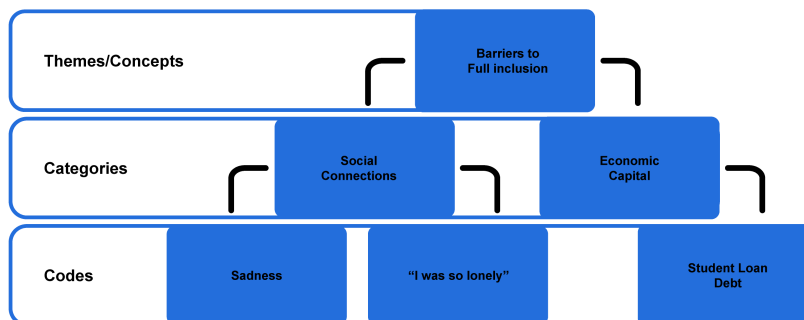 Themes/Concepts
Barriers to
Full inclusion
Categories
Social
Connections
Economic
Capital
Codes
Sadness
“I was so lonely”
Student Loan
Debt